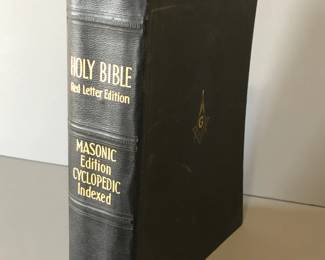 HOLY BIBLE
Red Letter Edition
MASONIC
Edition
CYCLOPEDIC
Indexed
G